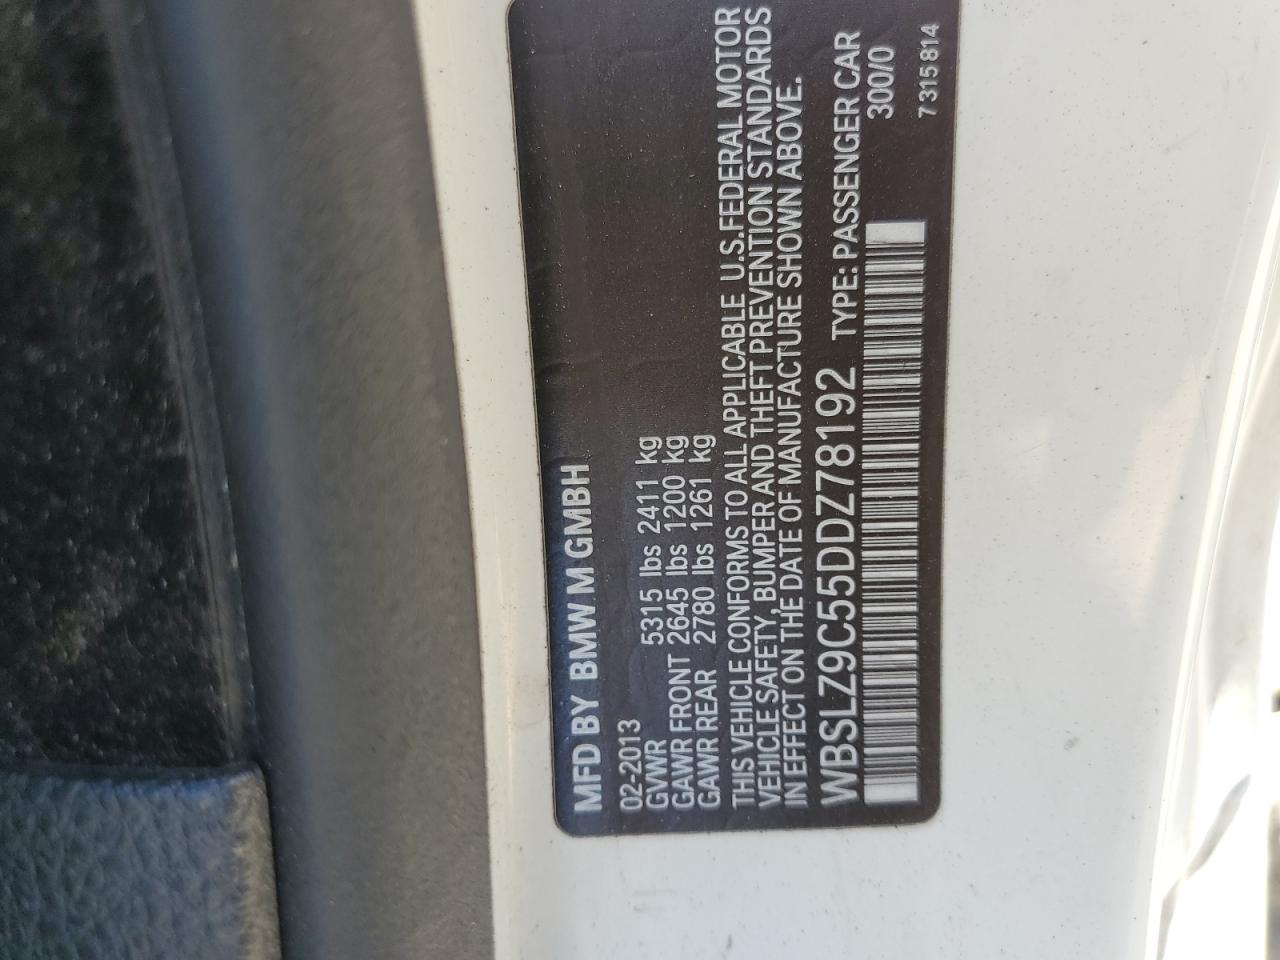 MFD BY BMW M GMBH
02-2013
GVWR 5315 lbs 2411 kg
GAWR FRONT 2645 lbs 1200 kg
GAWR REAR 2780 lbs 1261 kg
THIS VEHICLE CONFORMS TO ALL APPLICABLE U.S.FEDERAL MOTOR
VEHICLE SAFETY, BUMPER AND THEFT PREVENTION STANDARDS
IN EFFECT ON THE DATE OF MANUFACTURE SHOWN ABOVE.
WBSLZ9C55DDZ78192 TYPE: PASSENGER CAR
300/0
7315814